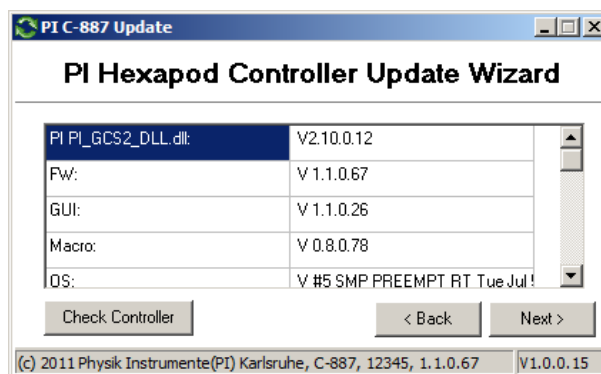 PI C-887 Update
PI Hexapod Controller Update Wizard
PI PI_GCS2_DLL.dll: V2.10.0.12
FW: V 1.1.0.67
GUI: V 1.1.0.26
Macro: V 0.8.0.78
OS: V #5 SMP PREEMPT RT Tue Jul
Check Controller < Back Next >
(c) 2011 Physik Instrumente(PI) Karlsruhe, C-887, 12345, 1.1.0.67 V1.0.0.15